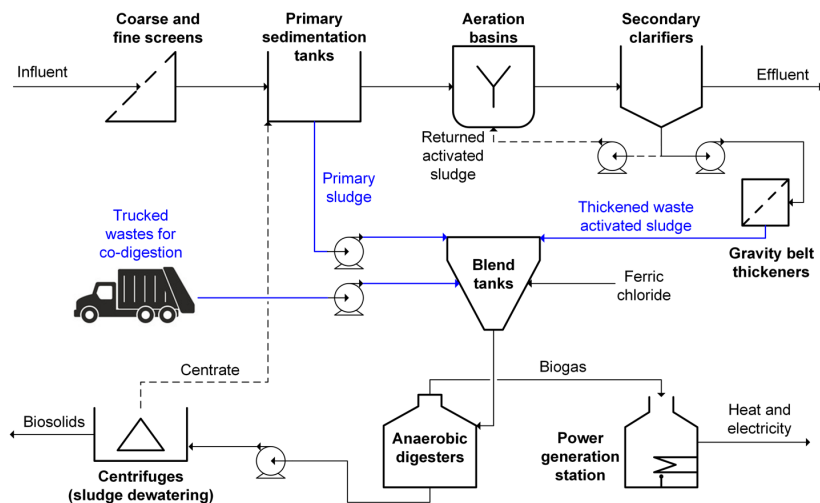 Coarse and
fine screens
Primary
sedimentation
tanks
Aeration
basins
Secondary
clarifiers
Influent
Effluent
Returned
activated
sludge
Primary
sludge
Trucked
wastes for
co-digestion
Thickened waste
activated sludge
Gravity belt
thickeners
Blend
tanks
Ferric
chloride
Centrate
Biogas
Biosolids
Centrifuges
(sludge dewatering)
Anaerobic
digesters
Power
generation
station
Heat and
electricity